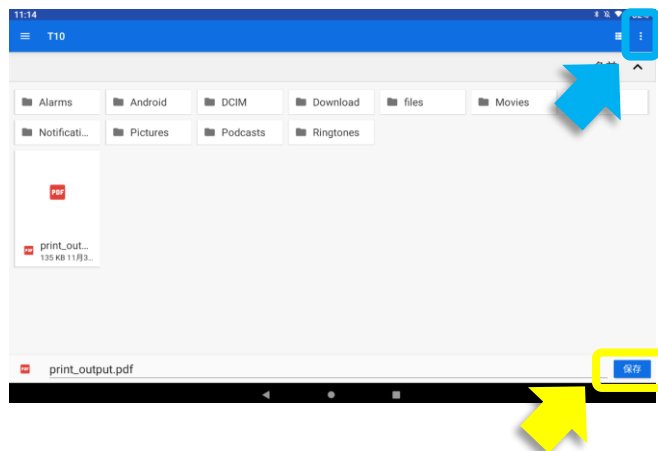 11:14
T10
Alarms
Android
DCIM
Download
files
Movies
Notificati...
Pictures
Podcasts
Ringtones
PDF
print_out...
135 KB 11月3...
print_output.pdf
保存